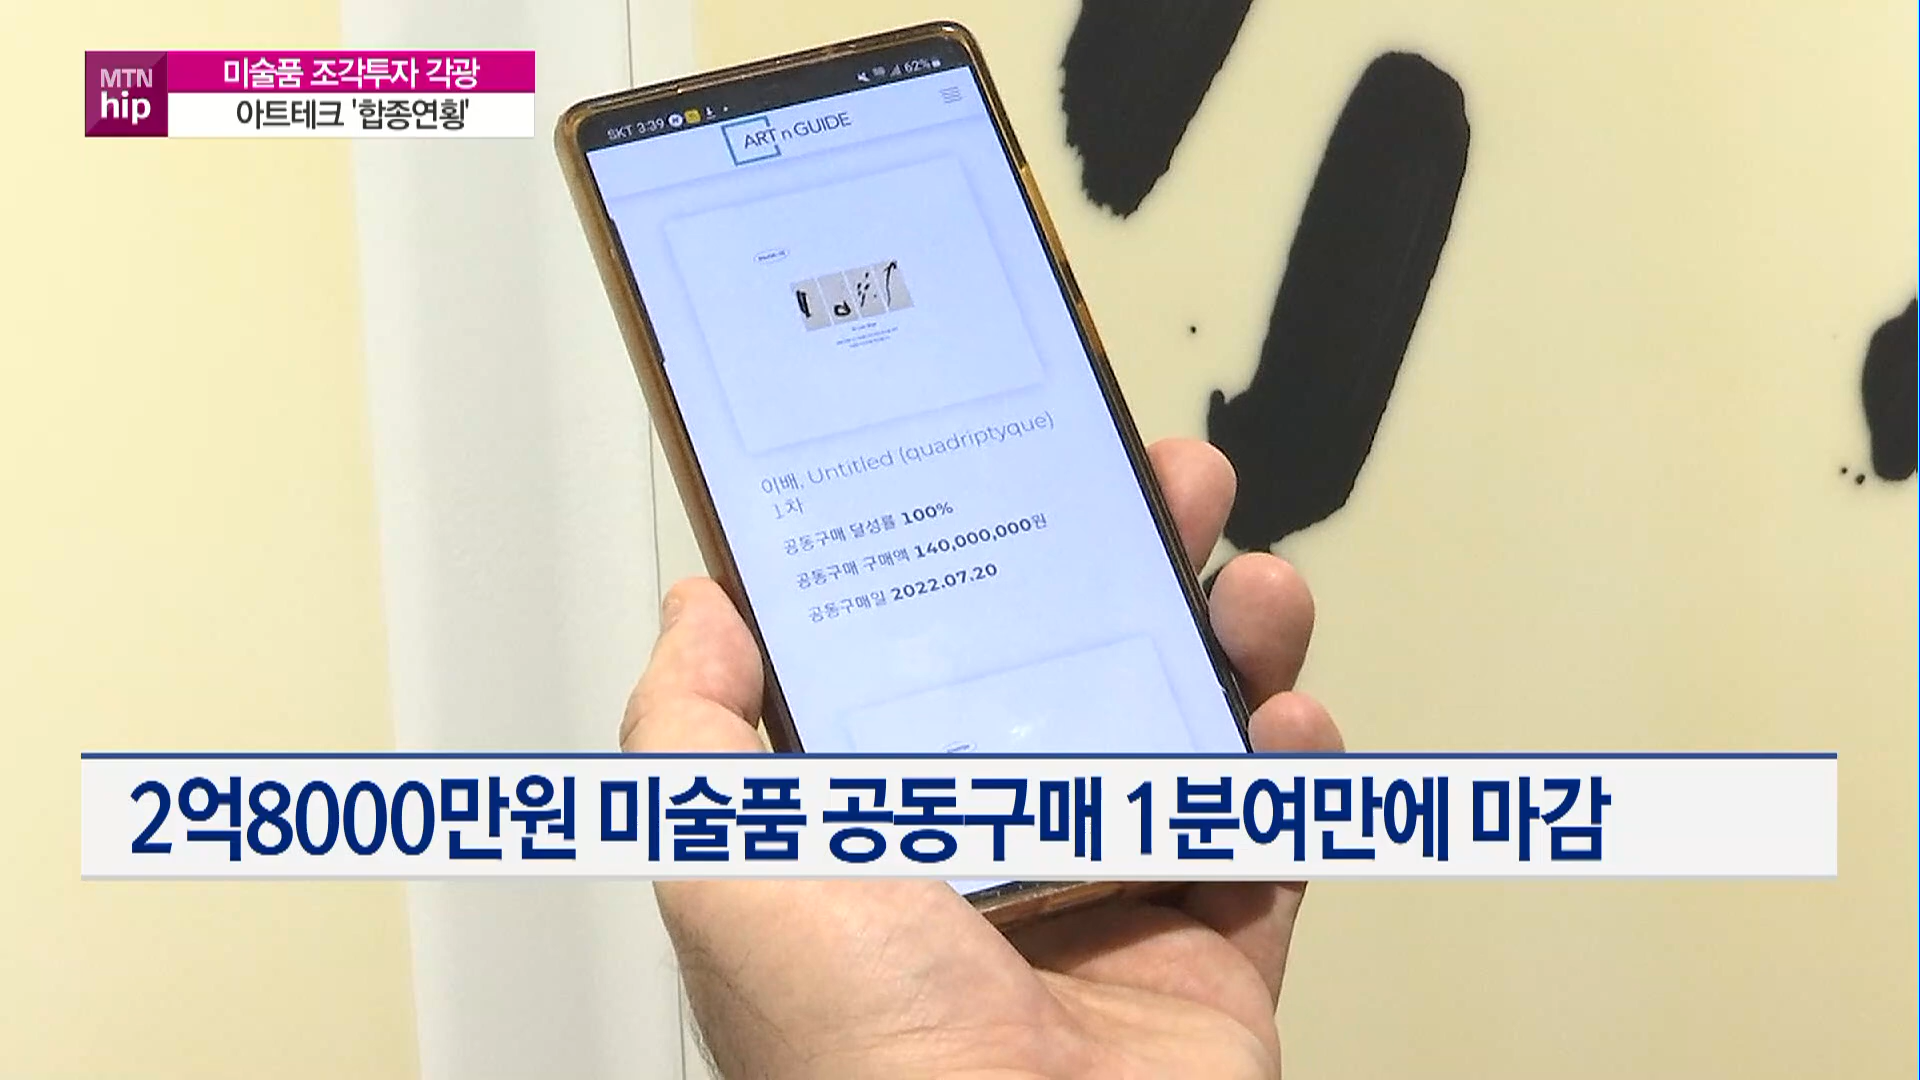 MTN
hip
미술품 조각투자 각광
아트테크 '합종연횡'
SKT 3:39
62%
ART n GUIDE
이배, Untitled (quadriptyque)
1차
공동구매 달성률 100%
공동구매 구매액 140,000,000원
공동구매일 2022.07.20
2억8000만원 미술품 공동구매 1분여만에 마감